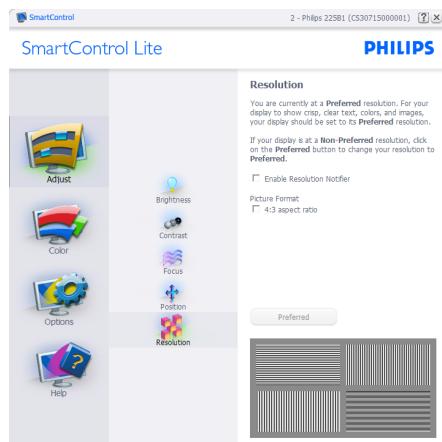 SmartControl
2 - Philips 225B1 (CS30715000001)
? X
SmartControl Lite
PHILIPS
Adjust
Color
Options
Help
Brightness
Contrast
Focus
Position
Resolution
Resolution
You are currently at a Preferred resolution. For your
display to show crisp, clear text, colors, and images,
your display should be set to its Preferred resolution.
If your display is at a Non-Preferred resolution, click
on the Preferred button to change your resolution to
Preferred.
Enable Resolution Notifier
Picture Format
4:3 aspect ratio
Preferred